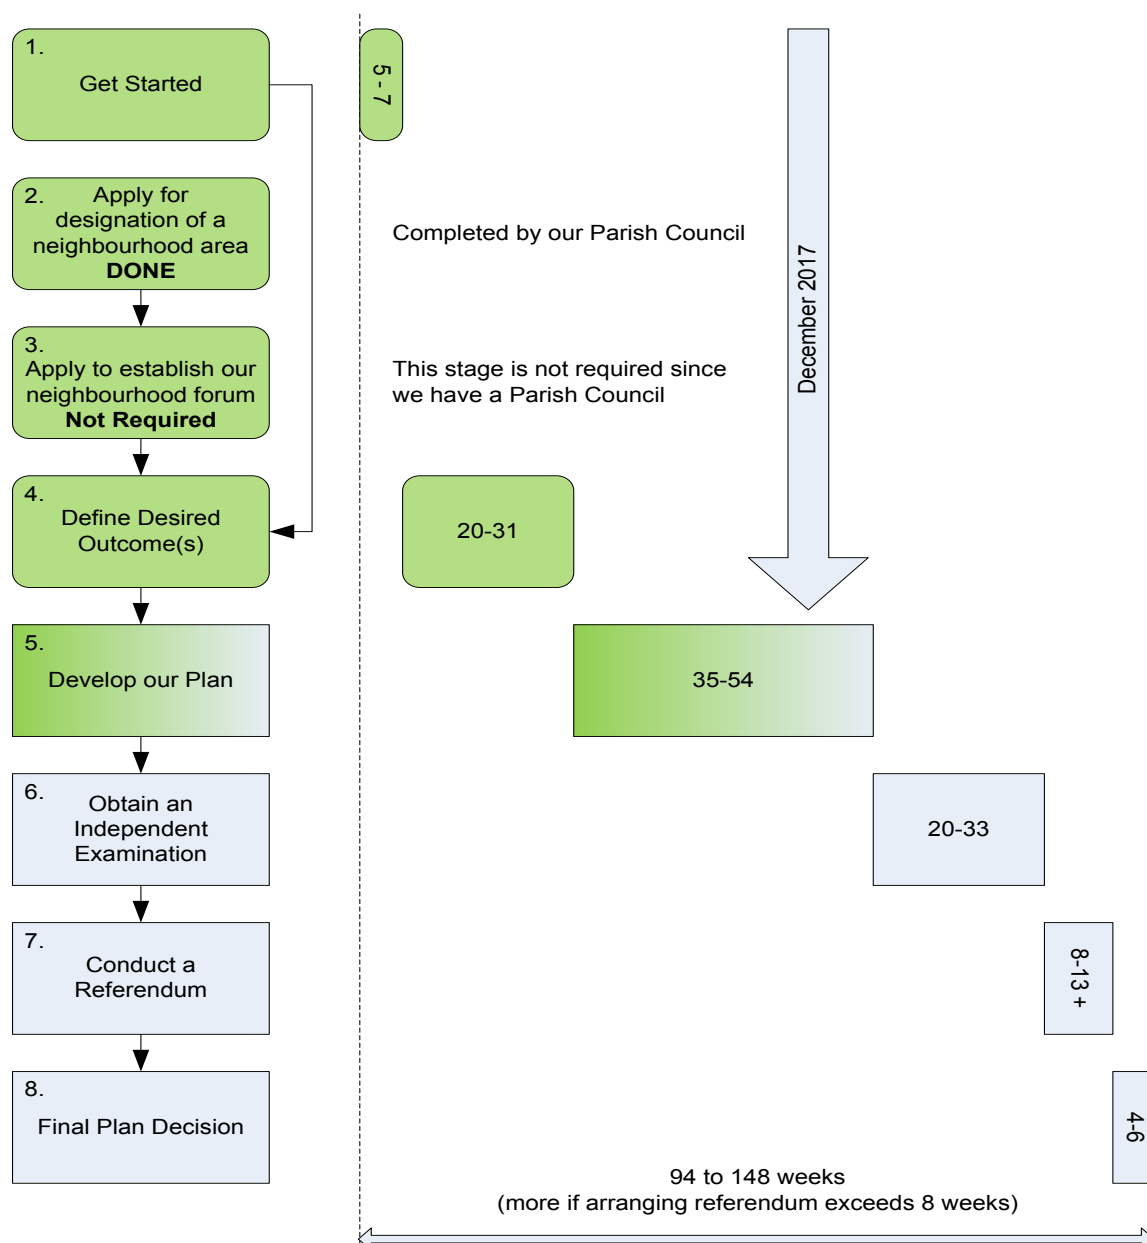 1.
Get Started
5 - 7
2.
Apply for
designation of a
neighbourhood area
DONE
Completed by our Parish Council
December 2017
3.
Apply to establish our
neighbourhood forum
Not Required
This stage is not required since
we have a Parish Council
4.
Define Desired
Outcome(s)
20-31
5.
Develop our Plan
35-54
6.
Obtain an
Independent
Examination
20-33
7.
Conduct a
Referendum
8-13 +
8.
Final Plan Decision
4-6
94 to 148 weeks
(more if arranging referendum exceeds 8 weeks)